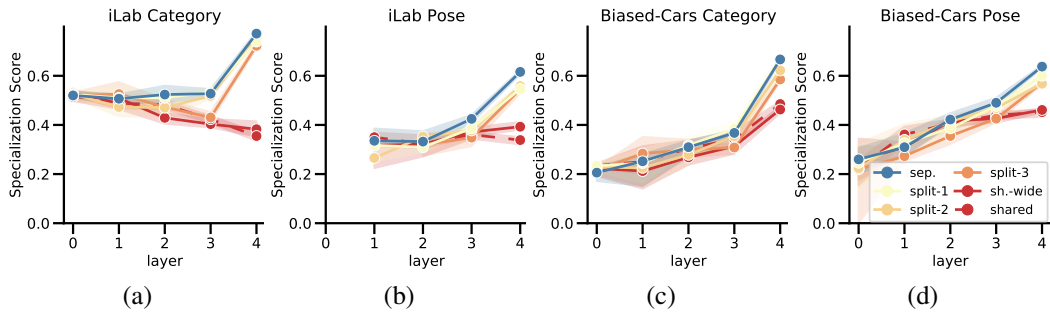 iLab Category
Specialization Score
0.6
0.4
0.2
0.0
0 1 2 3 4
layer
(a)
iLab Pose
Specialization Score
0.6
0.4
0.2
0.0
0 1 2 3 4
layer
(b)
Biased-Cars Category
Specialization Score
0.6
0.4
0.2
0.0
0 1 2 3 4
layer
(c)
Biased-Cars Pose
Specialization Score
0.6
0.4
0.2
0.0
sep. split-3
split-1 sh.-wide
split-2 shared
0 1 2 3 4
layer
(d)